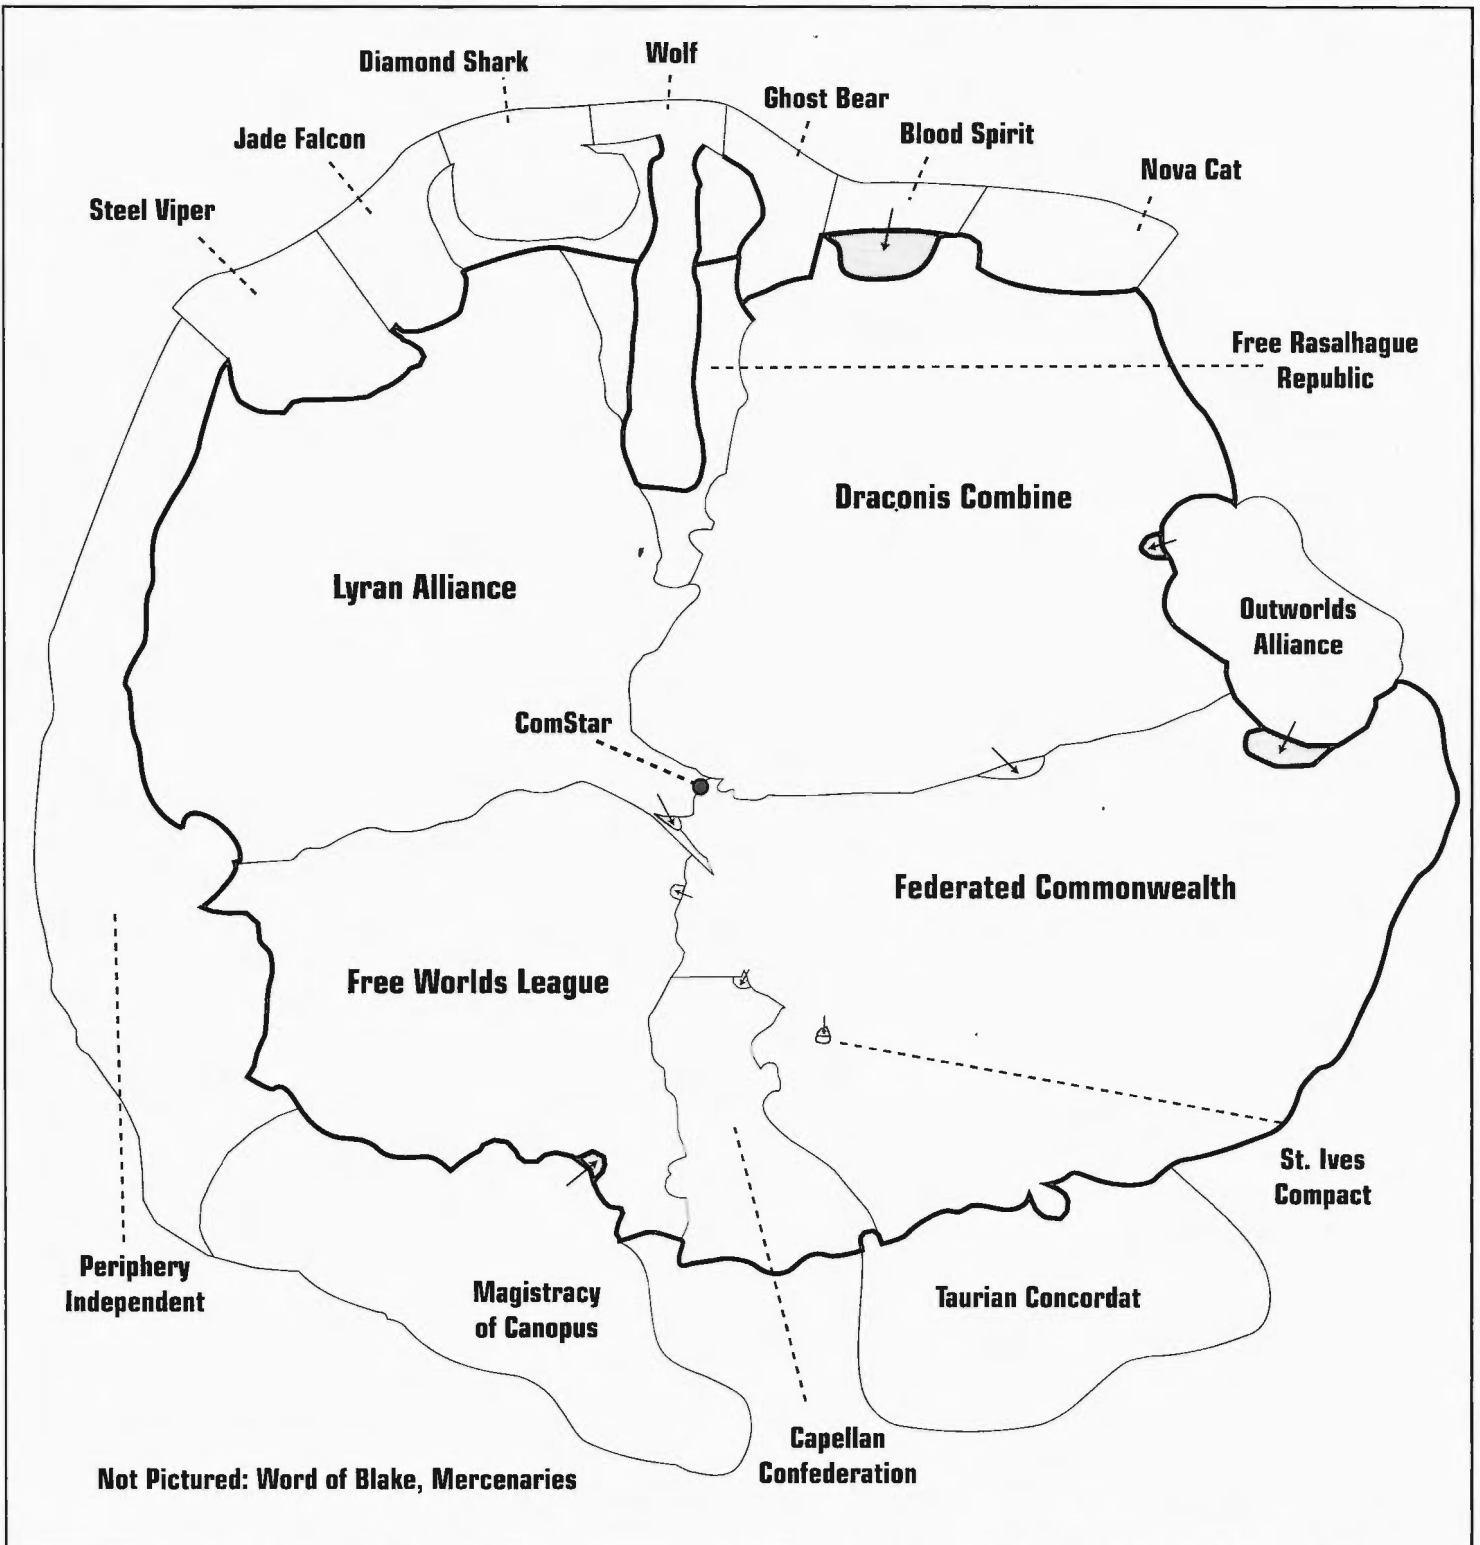 Wolf
Diamond Shark
Ghost Bear
Blood Spirit
Jade Falcon
Nova Cat
Steel Viper
Free Rasalhague
Republic
Draconis Combine
Lyran Alliance
Outworlds
Alliance
ComStar
Federated Commonwealth
Free Worlds League
St. Ives
Compact
Periphery
Independent
Magistracy
of Canopus
Taurian Concordat
Capellan
Confederation
Not Pictured: Word of Blake, Mercenaries